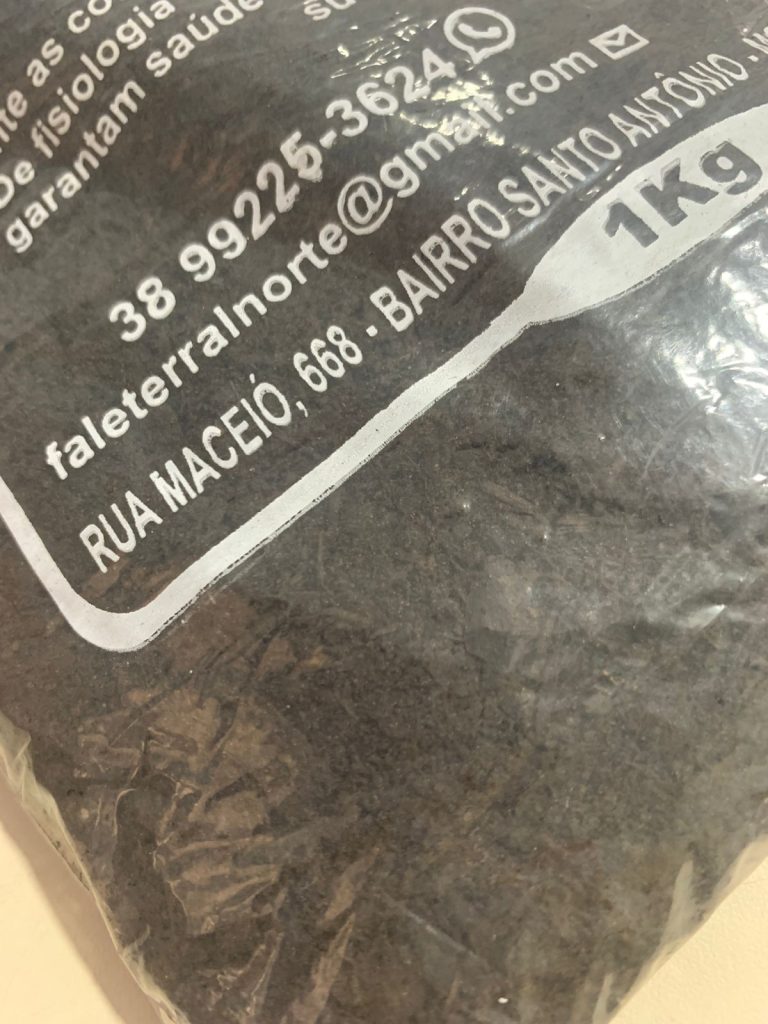 as co
De fisiologia
garantam saúde
38 99225-3624
faleterralnorte@gmail.com
RUA MACEIÓ, 668 - BAIRRO SANTO ANTÔNIO -
1Kg